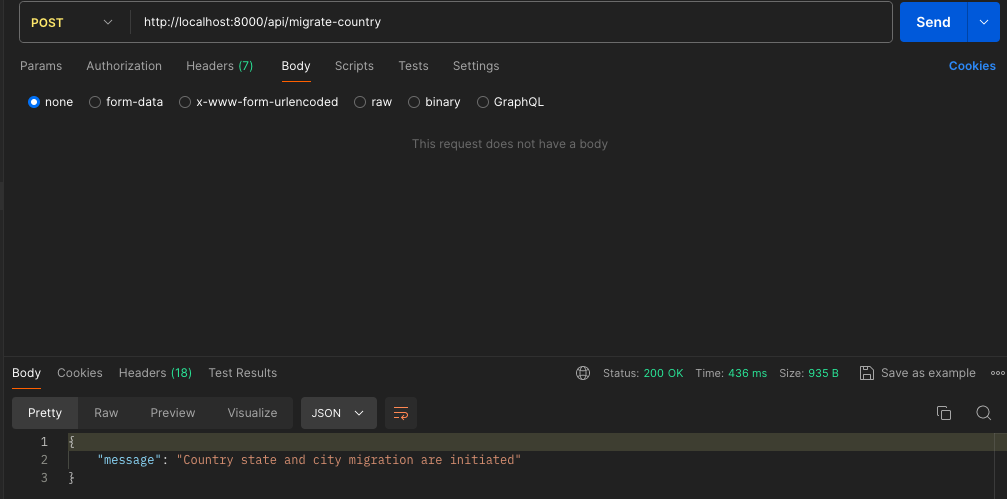 POST http://localhost:8000/api/migrate-country Send
Params Authorization Headers (7) Body Scripts Tests Settings Cookies
none form-data x-www-form-urlencoded raw binary GraphQL
This request does not have a body
Body Cookies Headers (18) Test Results Status: 200 OK Time: 436 ms Size: 935 B Save as example
Pretty Raw Preview Visualize JSON
1 {
2 "message": "Country state and city migration are initiated"
3 }